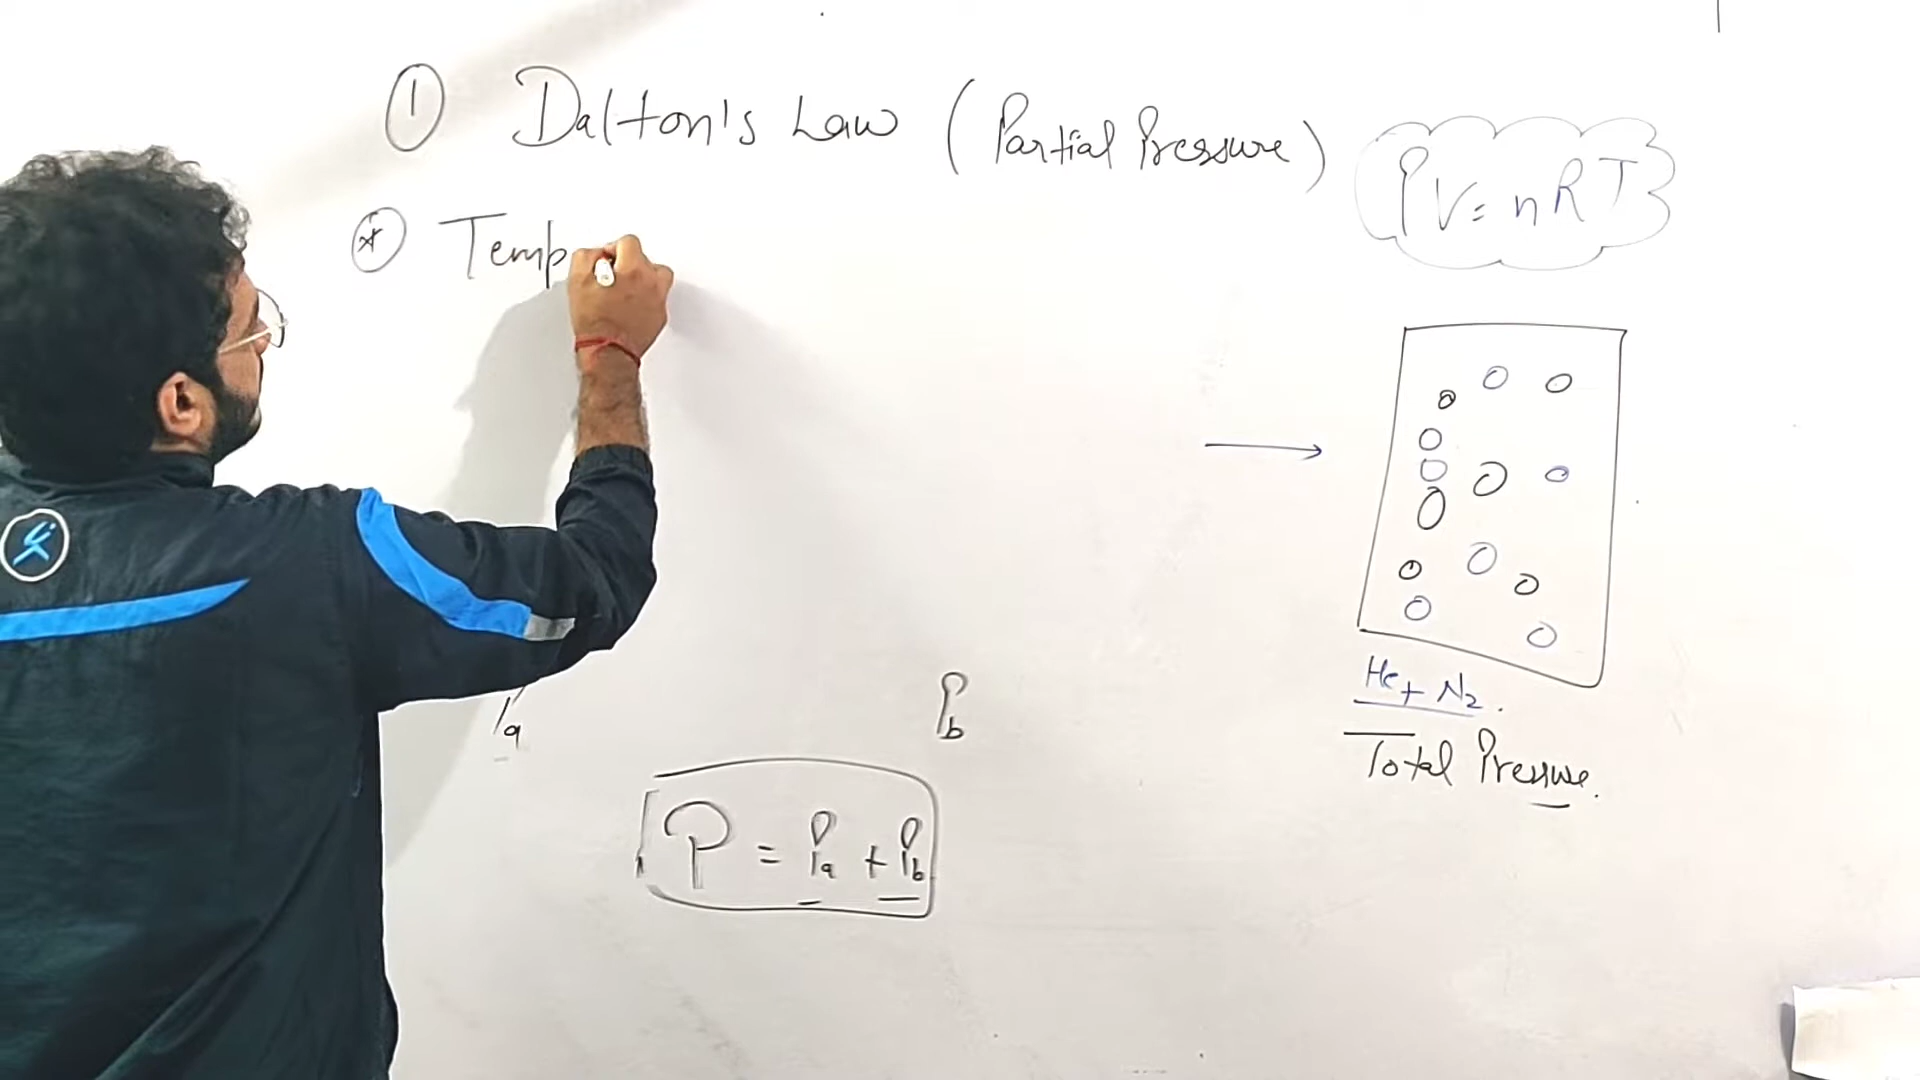 ① Dalton's Law (Partial Pressure)
PV = nRT
* Temp
Pa
Pb
He + N2.
Total Pressure.
P = Pa + Pb